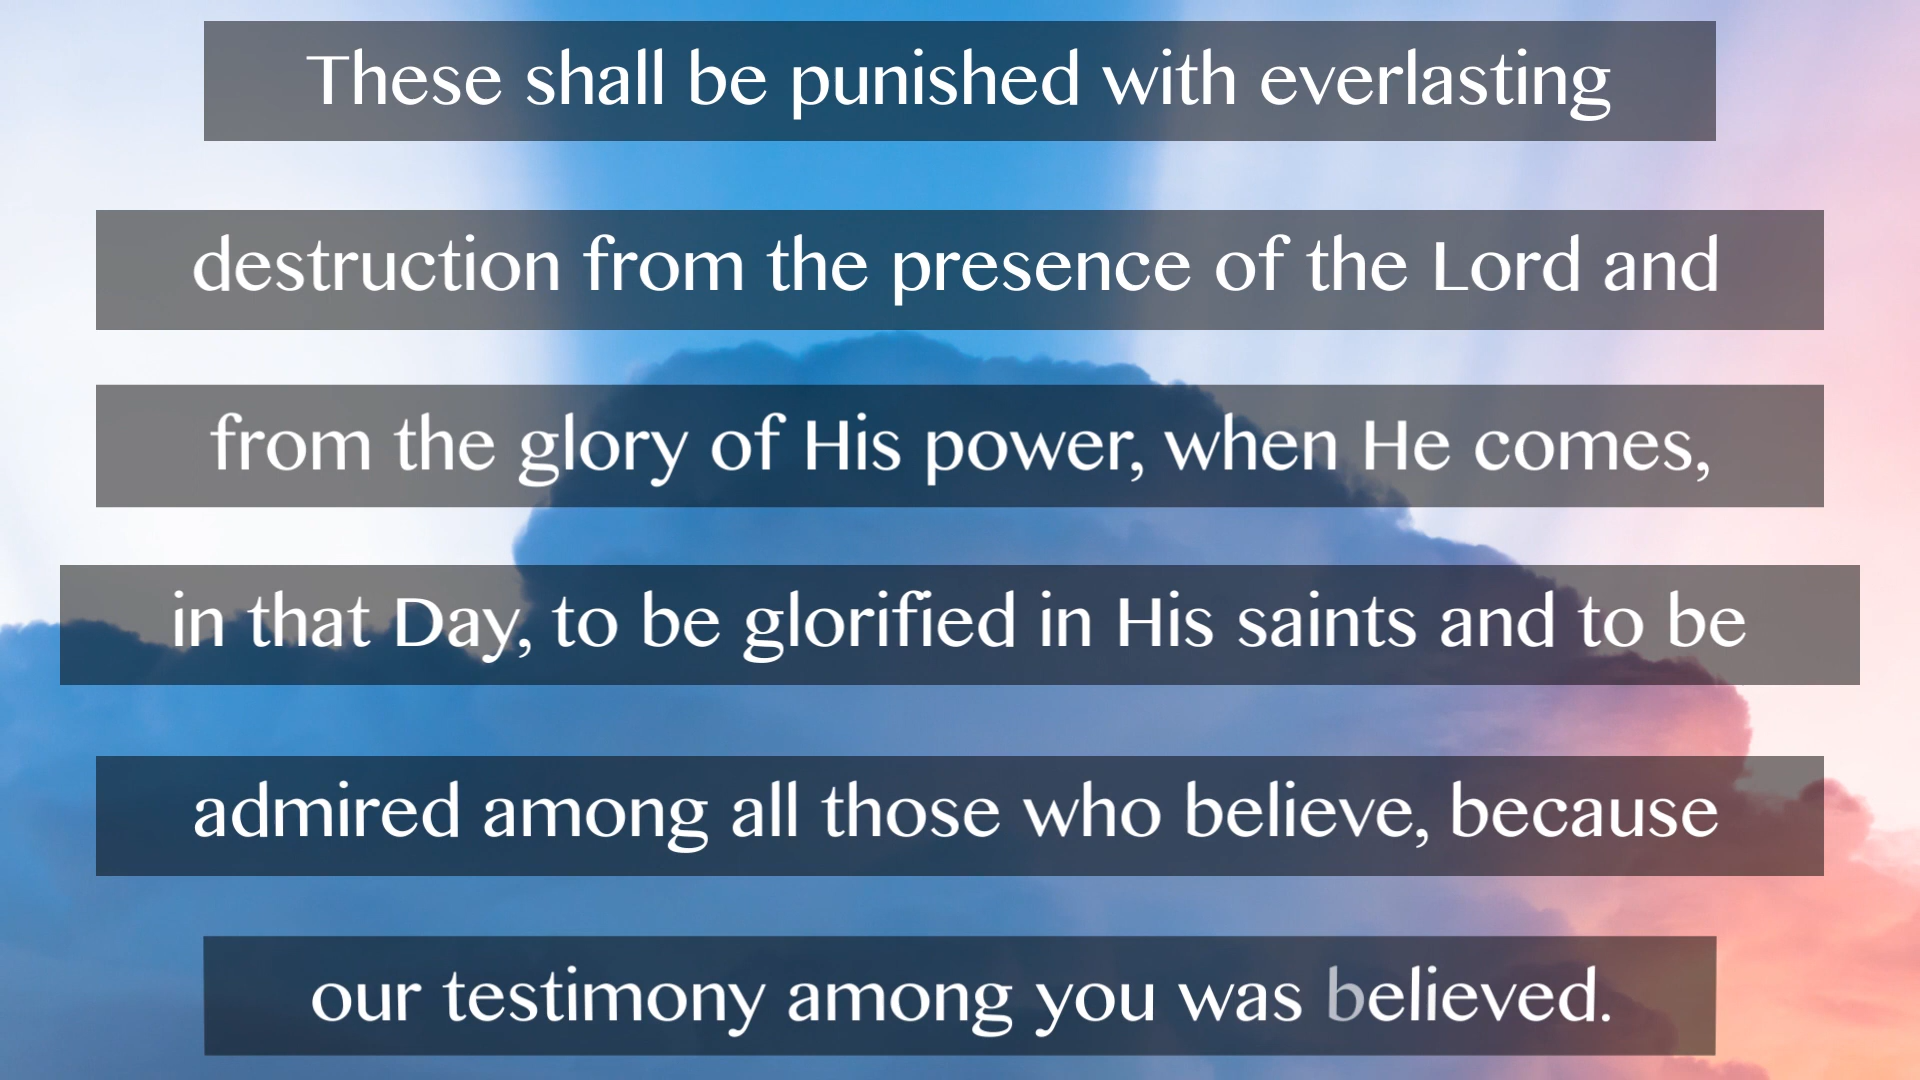 These shall be punished with everlasting
destruction from the presence of the Lord and
from the glory of His power, when He comes,
in that Day, to be glorified in His saints and to be
admired among all those who believe, because
our testimony among you was believed.